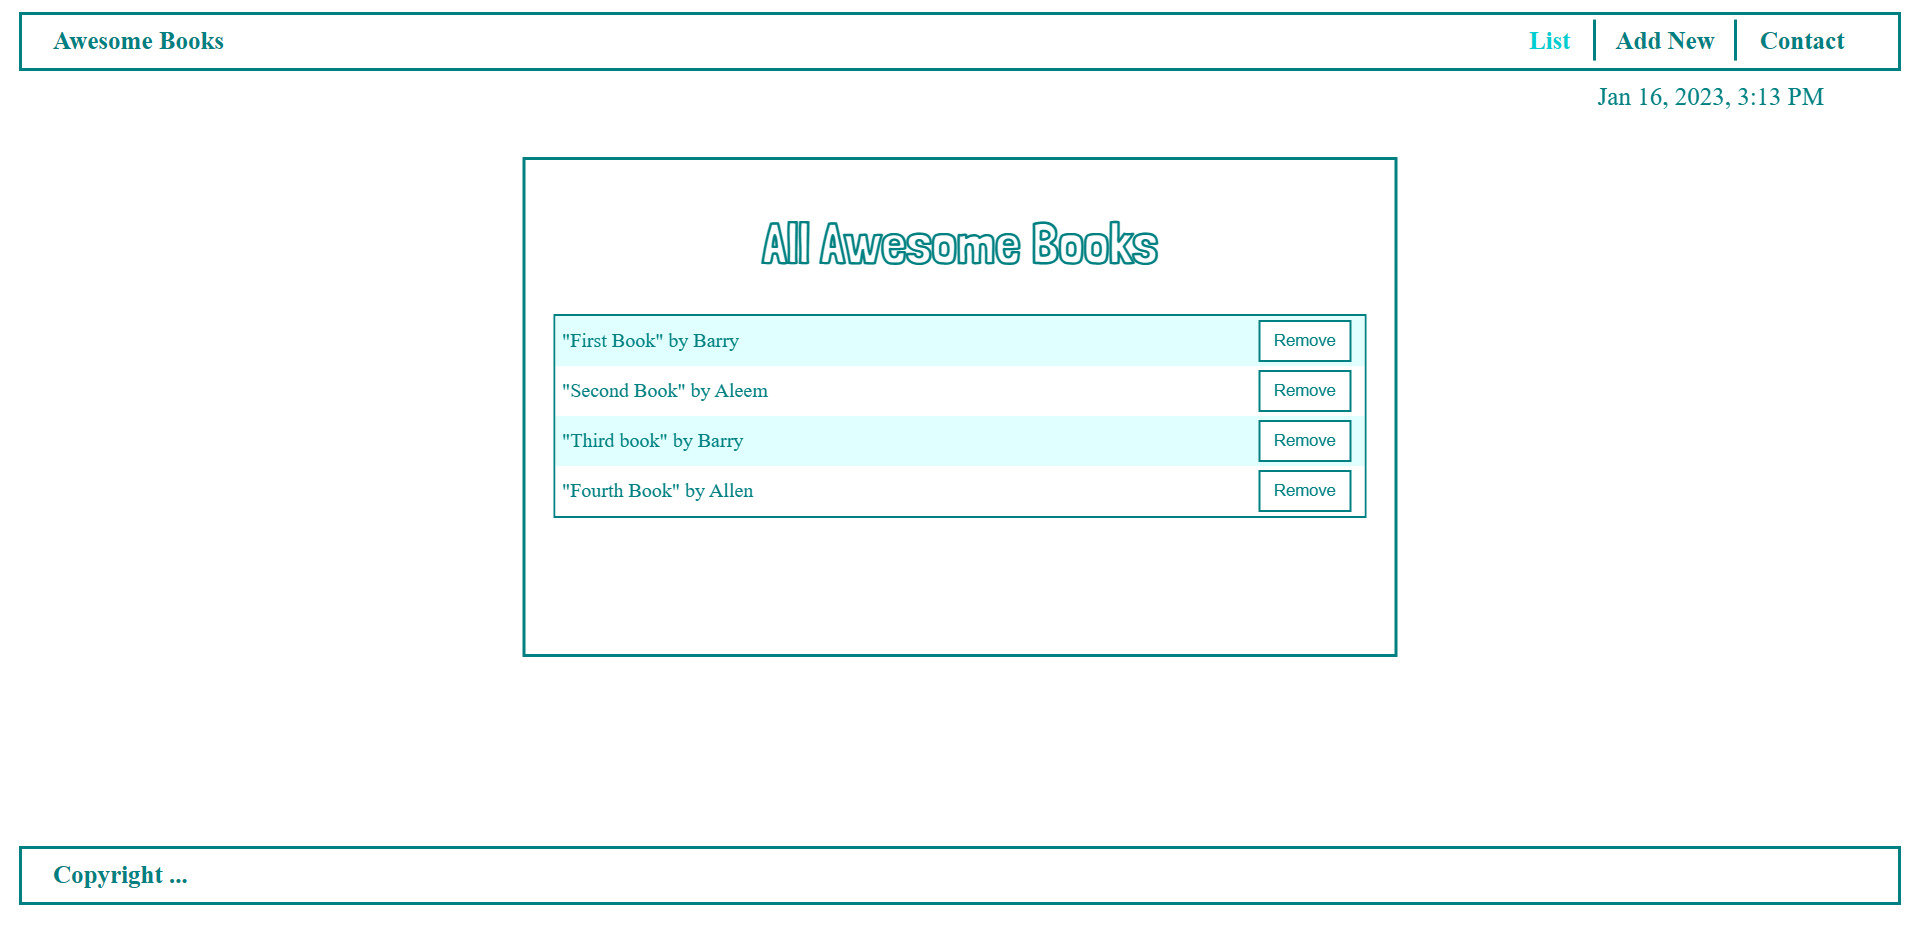 Awesome Books List Add New Contact
Jan 16, 2023, 3:13 PM
All Awesome Books
"First Book" by Barry Remove
"Second Book" by Aleem Remove
"Third book" by Barry Remove
"Fourth Book" by Allen Remove
Copyright ...